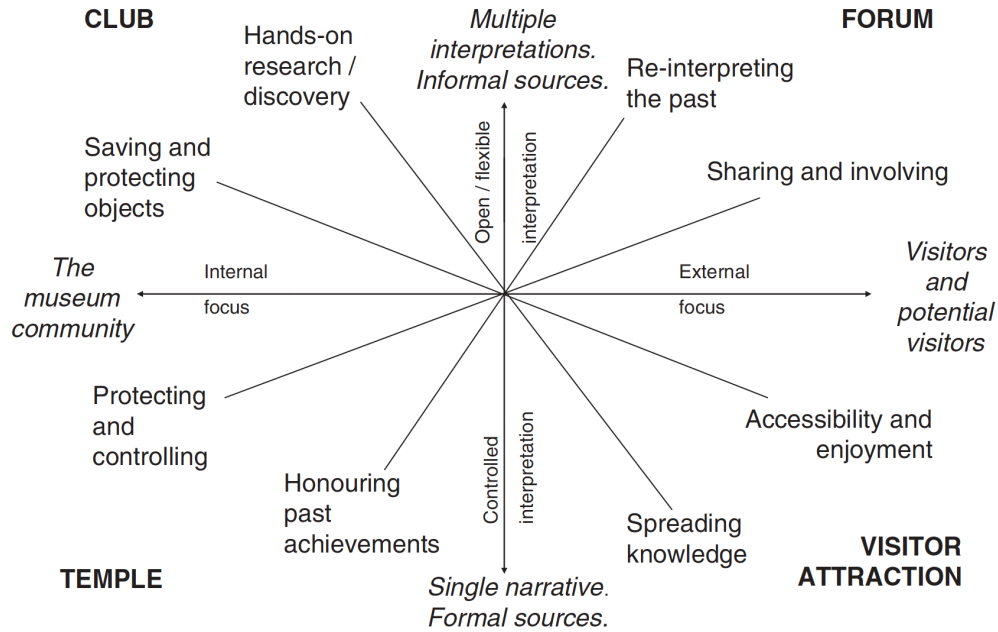 CLUB
Multiple
interpretations.
Informal sources.
FORUM
Hands-on
research /
discovery
Re-interpreting
the past
Saving and
protecting
objects
Open / flexible
interpretation
Sharing and involving
The
museum
community
Internal
focus
External
focus
Visitors
and
potential
visitors
Protecting
and
controlling
Controlled
interpretation
Accessibility and
enjoyment
Honouring
past
achievements
Spreading
knowledge
TEMPLE
Single narrative.
Formal sources.
VISITOR
ATTRACTION